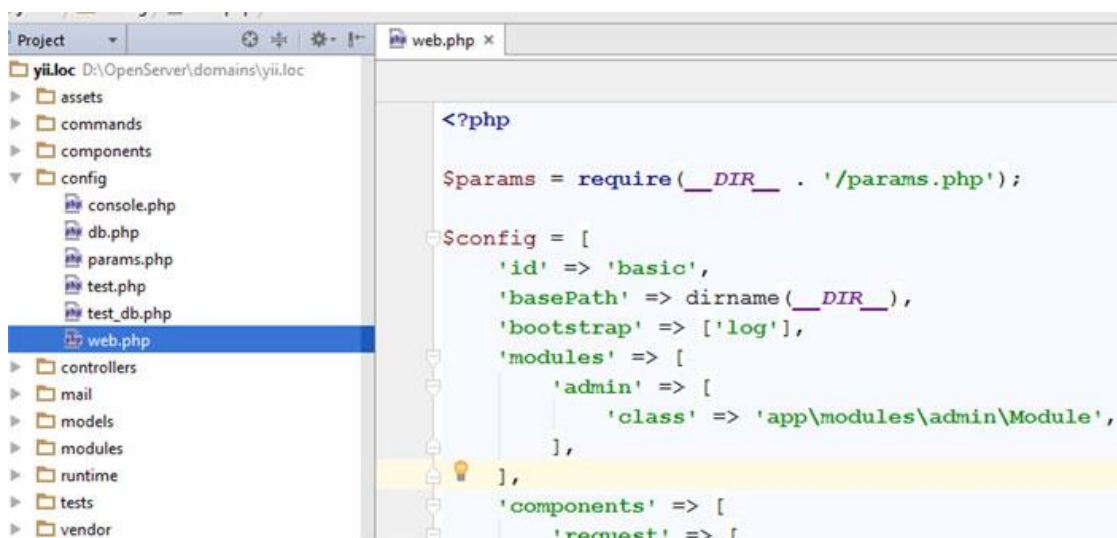 Project
web.php ×
yii.loc D:\OpenServer\domains\yii.loc
assets
commands
components
config
console.php
db.php
params.php
test.php
test_db.php
web.php
controllers
mail
models
modules
runtime
tests
vendor
<?php
$params = require(__DIR__ . '/params.php');
$config = [
'id' => 'basic',
'basePath' => dirname(__DIR__),
'bootstrap' => ['log'],
'modules' => [
'admin' => [
'class' => 'app\modules\admin\Module',
],
],
'components' => [
'request' => [